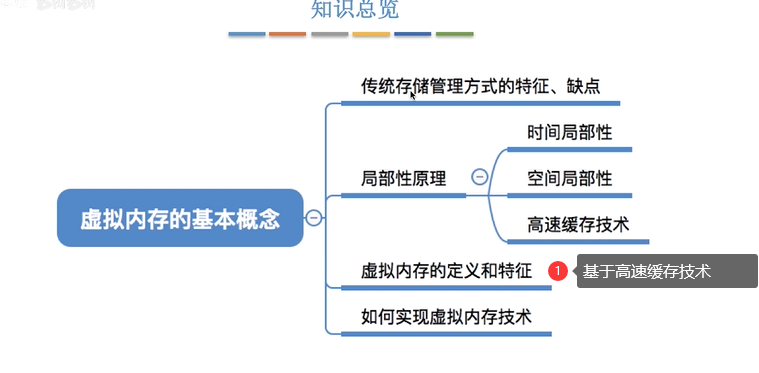 知识总览
传统存储管理方式的特征、缺点
时间局部性
局部性原理
空间局部性
高速缓存技术
虚拟内存的基本概念
虚拟内存的定义和特征
1 基于高速缓存技术
如何实现虚拟内存技术